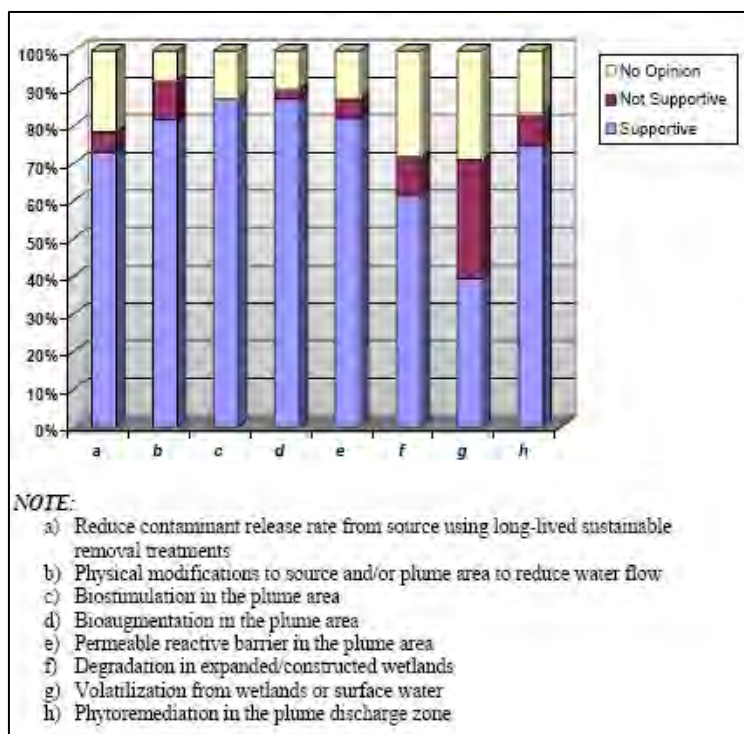 100%
90%
80%
70%
60%
50%
40%
30%
20%
10%
0%
a b c d e f g h
No Opinion
Not Supportive
Supportive
NOTE:
a) Reduce contaminant release rate from source using long-lived sustainable
removal treatments
b) Physical modifications to source and/or plume area to reduce water flow
c) Biostimulation in the plume area
d) Bioaugmentation in the plume area
e) Permeable reactive barrier in the plume area
f) Degradation in expanded/constructed wetlands
g) Volatilization from wetlands or surface water
h) Phytoremediation in the plume discharge zone